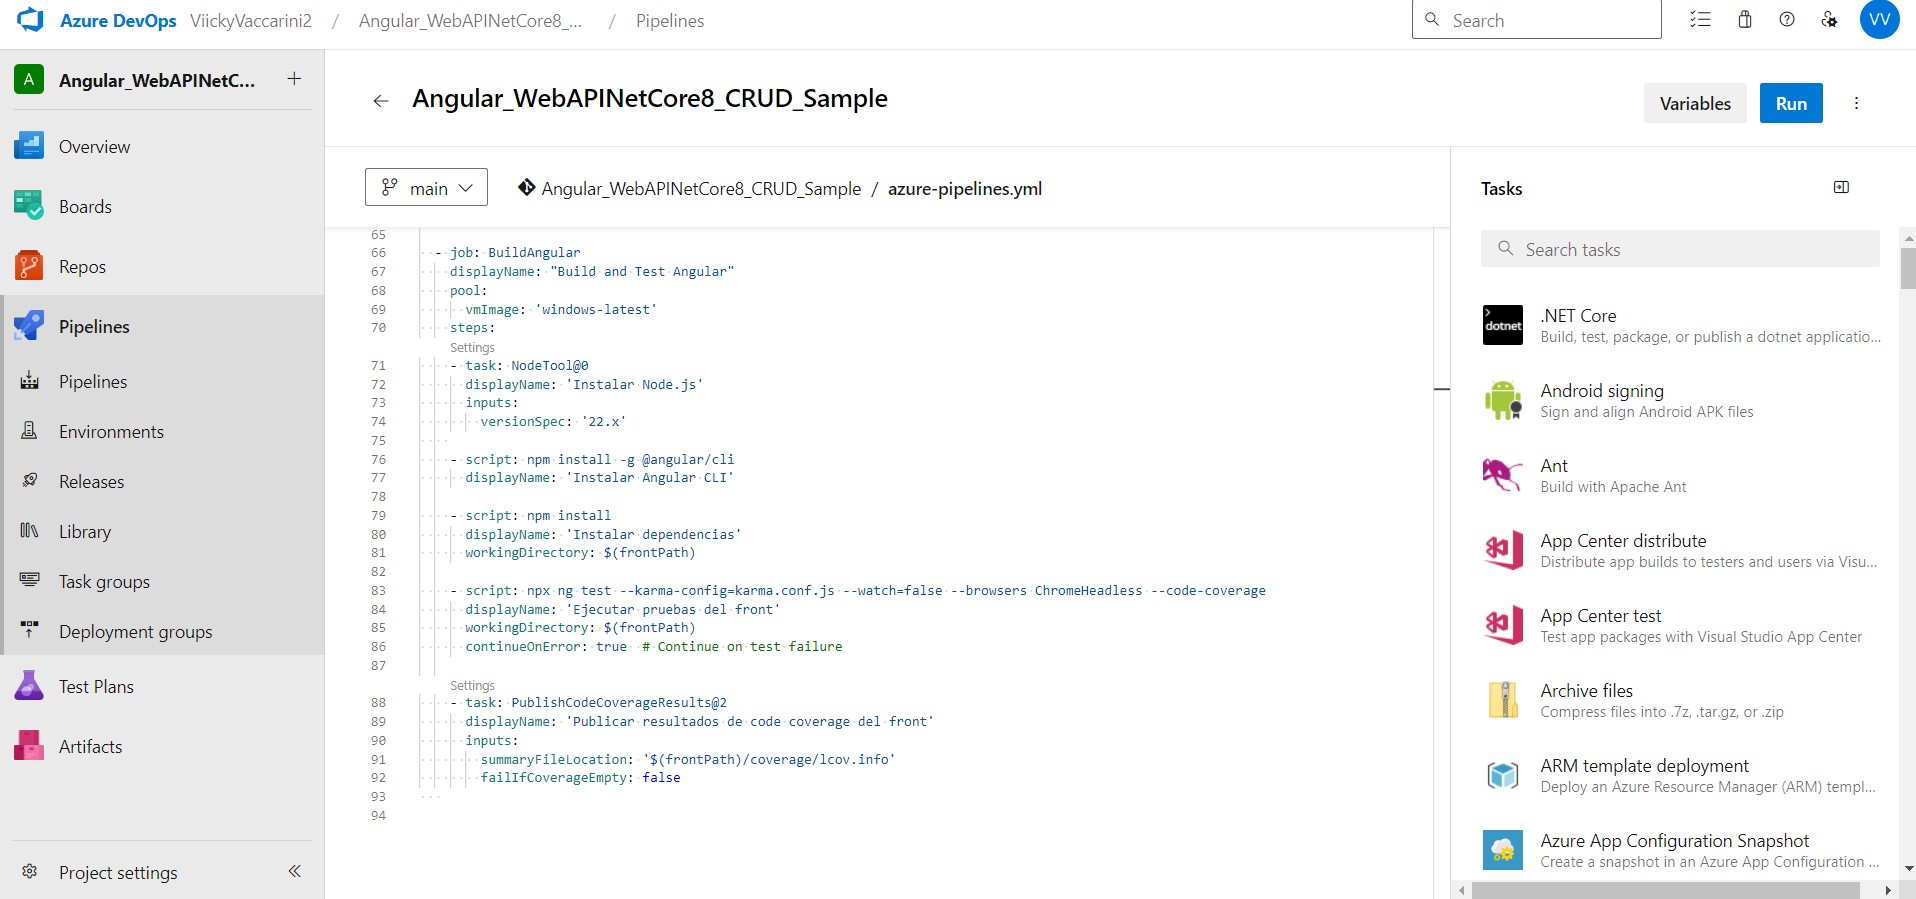 Azure DevOps ViickyVaccarini2 / Angular_WebAPINetCore8_... / Pipelines
Search
VV
A Angular_WebAPINetC... +
Overview
Boards
Repos
Pipelines
Pipelines
Environments
Releases
Library
Task groups
Deployment groups
Test Plans
Artifacts
Project settings
Angular_WebAPINetCore8_CRUD_Sample
Variables
Run
main
Angular_WebAPINetCore8_CRUD_Sample / azure-pipelines.yml
65
66 - job: BuildAngular
67 displayName: "Build and Test Angular"
68 pool:
69 vmImage: 'windows-latest'
70 steps:
Settings
71 - task: NodeTool@0
72 displayName: 'Instalar Node.js'
73 inputs:
74 versionSpec: '22.x'
75
76 - script: npm install -g @angular/cli
77 displayName: 'Instalar Angular CLI'
78
79 - script: npm install
80 displayName: 'Instalar dependencias'
81 workingDirectory: $(frontPath)
82
83 - script: npx ng test --karma-config=karma.conf.js --watch=false --browsers ChromeHeadless --code-coverage
84 displayName: 'Ejecutar pruebas del front'
85 workingDirectory: $(frontPath)
86 continueOnError: true # Continue on test failure
87
Settings
88 - task: PublishCodeCoverageResults@2
89 displayName: 'Publicar resultados de code coverage del front'
90 inputs:
91 summaryFileLocation: '$(frontPath)/coverage/lcov.info'
92 failIfCoverageEmpty: false
93
94
Tasks
Search tasks
dotnet
.NET Core
Build, test, package, or publish a dotnet applicatio...
Android signing
Sign and align Android APK files
Ant
Build with Apache Ant
App Center distribute
Distribute app builds to testers and users via Visu...
App Center test
Test app packages with Visual Studio App Center
Archive files
Compress files into .7z, .tar.gz, or .zip
ARM template deployment
Deploy an Azure Resource Manager (ARM) templ...
Azure App Configuration Snapshot
Create a snapshot in an Azure App Configuration ...